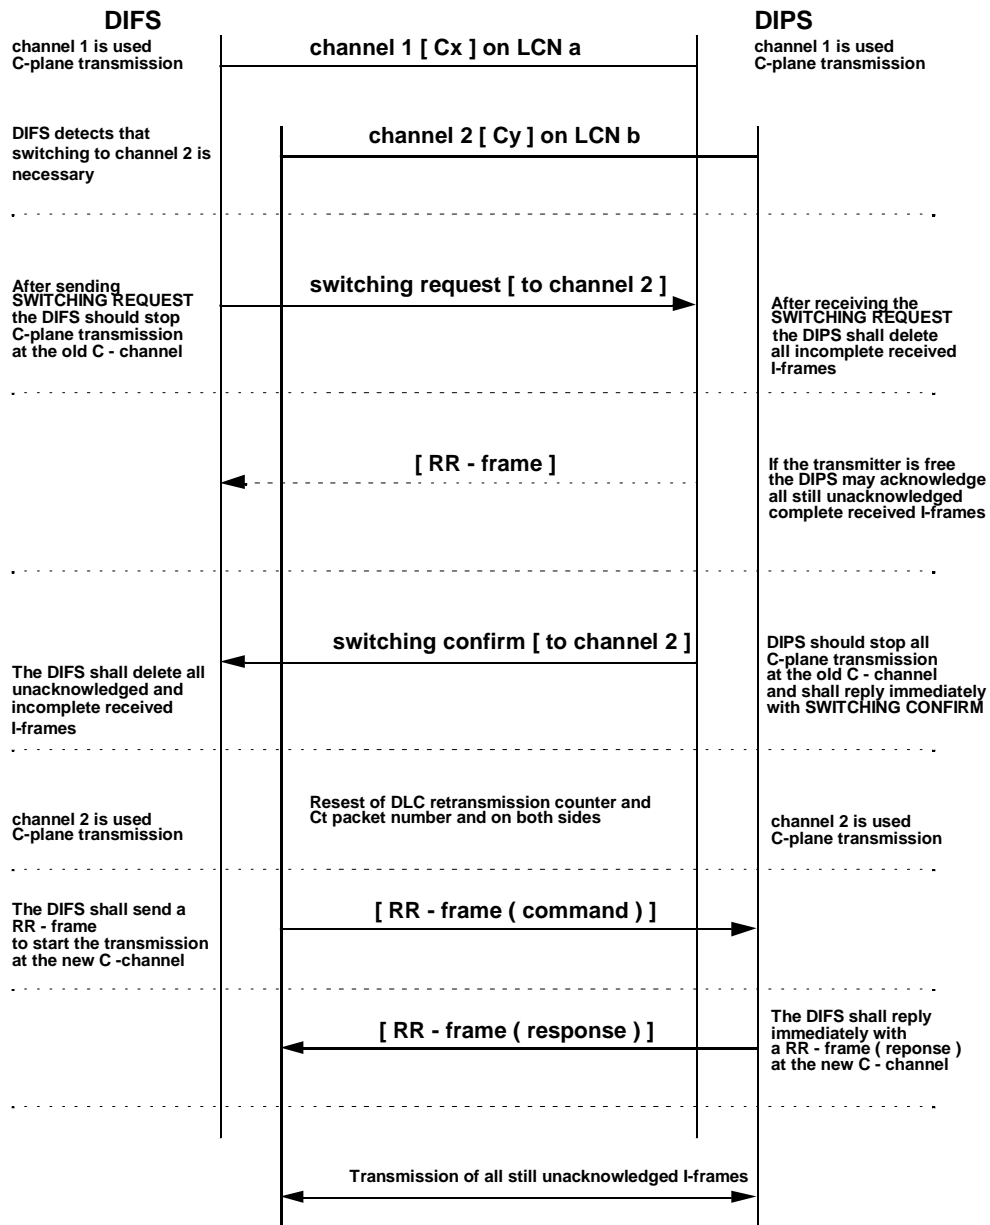 DIFS
DIPS
channel 1 is used
C-plane transmission
channel 1 [ Cx ] on LCN a
channel 1 is used
C-plane transmission
DIFS detects that
switching to channel 2 is
necessary
channel 2 [ Cy ] on LCN b
After sending
SWITCHING REQUEST
the DIFS should stop
C-plane transmission
at the old C - channel
switching request [ to channel 2 ]
After receiving the
SWITCHING REQUEST
the DIPS shall delete
all incomplete received
I-frames
[ RR - frame ]
If the transmitter is free
the DIPS may acknowledge
all still unacknowledged
complete received I-frames
switching confirm [ to channel 2 ]
DIPS should stop all
C-plane transmission
at the old C - channel
and shall reply immediately
with SWITCHING CONFIRM
The DIFS shall delete all
unacknowledged and
incomplete received
I-frames
channel 2 is used
C-plane transmission
Resest of DLC retransmission counter and
Ct packet number and on both sides
channel 2 is used
C-plane transmission
The DIFS shall send a
RR - frame
to start the transmission
at the new C -channel
[ RR - frame ( command ) ]
[ RR - frame ( response ) ]
The DIFS shall reply
immediately with
a RR - frame ( reponse )
at the new C - channel
Transmission of all still unacknowledged I-frames